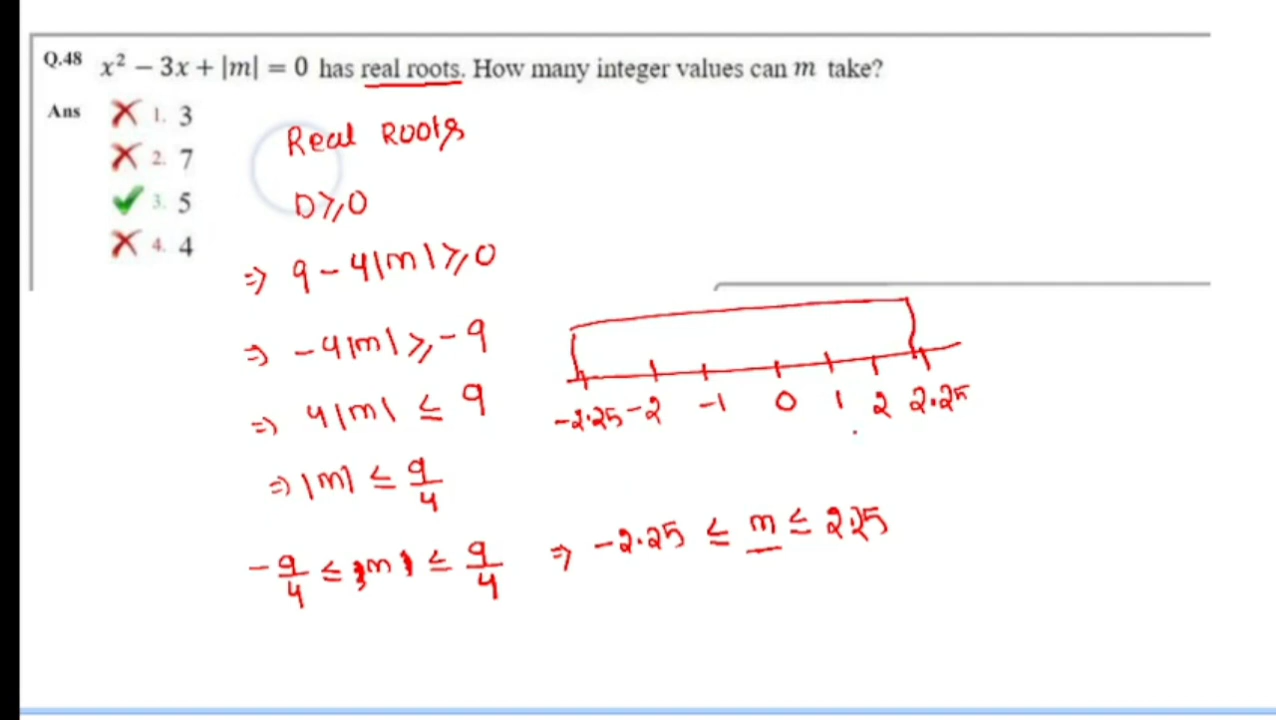 Q.48 x² − 3x + |m| = 0 has real roots. How many integer values can m take?
Ans
1. 3
2. 7
3. 5
4. 4
Real Roots
D ≥ 0
⇒ 9 − 4|m| ≥ 0
⇒ −4|m| ≥ −9
⇒ 4|m| ≤ 9
⇒ |m| ≤ 9/4
−9/4 ≤ m ≤ 9/4 ⇒ −2.25 ≤ m ≤ 2.25
−2.25 −2 −1 0 1 2 2.25